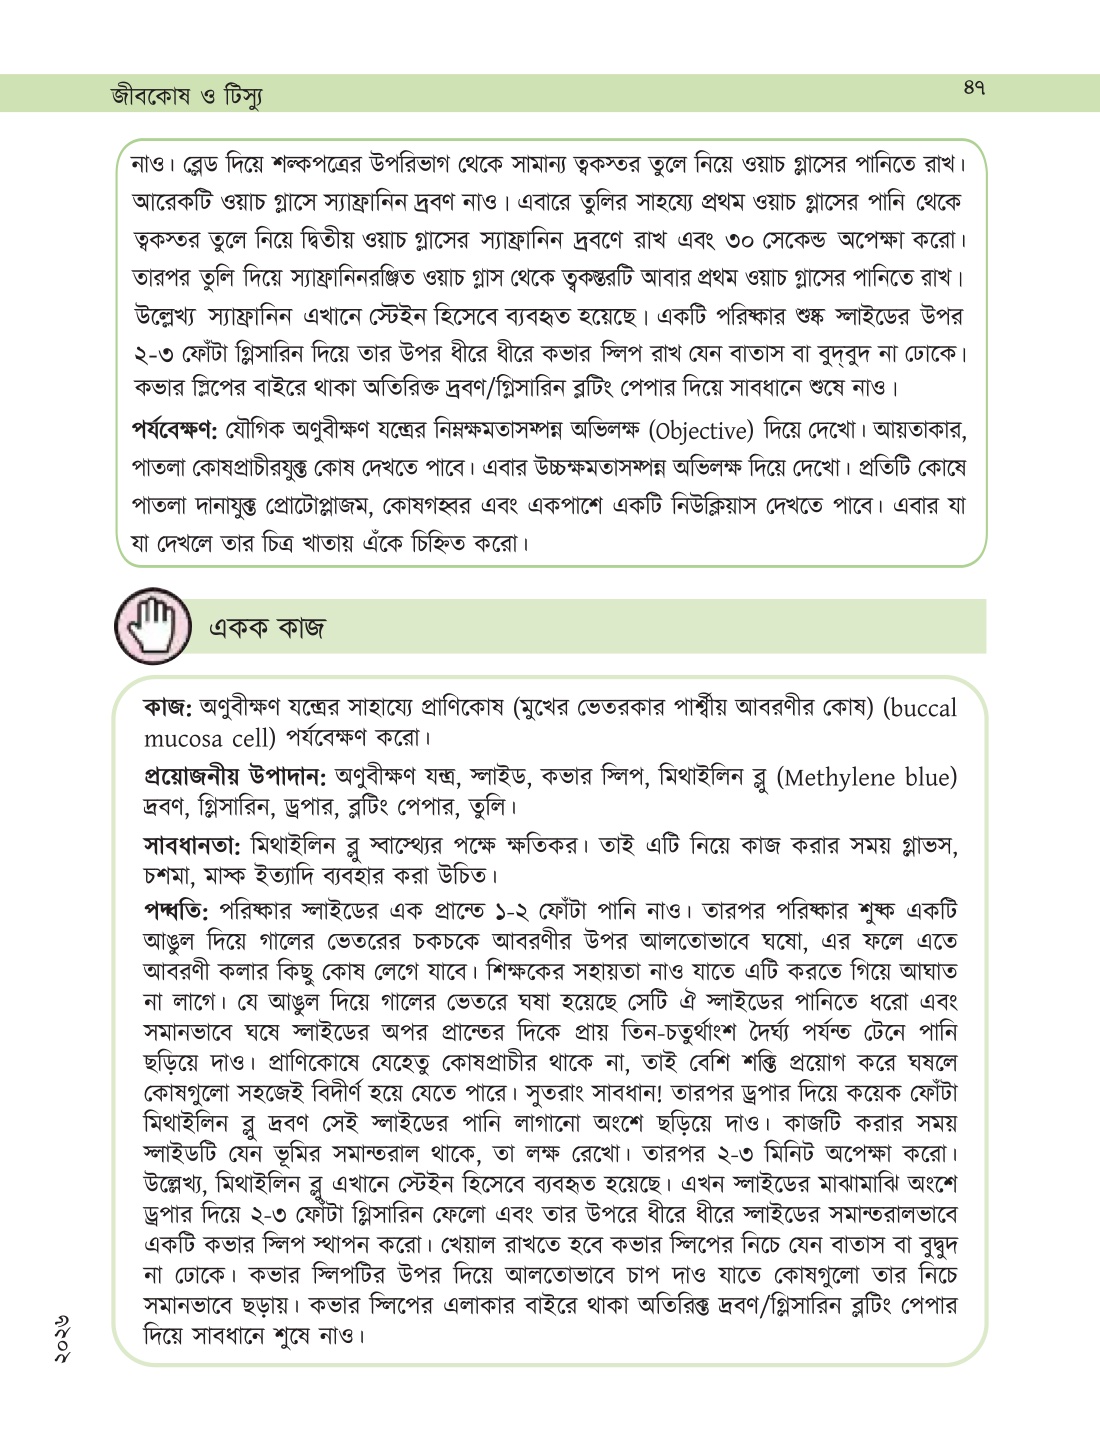 জীবকোষ ও টিস্যু
৪৭
নাও। ব্লেড দিয়ে শল্কপত্রের উপরিভাগ থেকে সামান্য ত্বকস্তর তুলে নিয়ে ওয়াচ গ্লাসের পানিতে রাখ।
আরেকটি ওয়াচ গ্লাসে স্যাফ্রানিন দ্রবণ নাও। এবারে তুলির সাহয্যে প্রথম ওয়াচ গ্লাসের পানি থেকে
ত্বকস্তর তুলে নিয়ে দ্বিতীয় ওয়াচ গ্লাসের স্যাফ্রানিন দ্রবণে রাখ এবং ৩০ সেকেন্ড অপেক্ষা করো।
তারপর তুলি দিয়ে স্যাফ্রানিনরঞ্জিত ওয়াচ গ্লাস থেকে ত্বকস্তরটি আবার প্রথম ওয়াচ গ্লাসের পানিতে রাখ।
উল্লেখ্য স্যাফ্রানিন এখানে স্টেইন হিসেবে ব্যবহৃত হয়েছে। একটি পরিষ্কার শুষ্ক স্লাইডের উপর
২-৩ ফোঁটা গ্লিসারিন দিয়ে তার উপর ধীরে ধীরে কভার স্লিপ রাখ যেন বাতাস বা বুদ্‌বুদ না ঢোকে।
কভার স্লিপের বাইরে থাকা অতিরিক্ত দ্রবণ/গ্লিসারিন ব্লটিং পেপার দিয়ে সাবধানে শুষে নাও।
পর্যবেক্ষণ: যৌগিক অণুবীক্ষণ যন্ত্রের নিম্নক্ষমতাসম্পন্ন অভিলক্ষ (Objective) দিয়ে দেখো। আয়তাকার,
পাতলা কোষপ্রাচীরযুক্ত কোষ দেখতে পাবে। এবার উচ্চক্ষমতাসম্পন্ন অভিলক্ষ দিয়ে দেখো। প্রতিটি কোষে
পাতলা দানাযুক্ত প্রোটোপ্লাজম, কোষগহ্বর এবং একপাশে একটি নিউক্লিয়াস দেখতে পাবে। এবার যা
যা দেখলে তার চিত্র খাতায় এঁকে চিহ্নিত করো।
একক কাজ
কাজ: অণুবীক্ষণ যন্ত্রের সাহায্যে প্রাণিকোষ (মুখের ভেতরকার পার্শ্বীয় আবরণীর কোষ) (buccal
mucosa cell) পর্যবেক্ষণ করো।
প্রয়োজনীয় উপাদান: অণুবীক্ষণ যন্ত্র, স্লাইড, কভার স্লিপ, মিথাইলিন ব্লু (Methylene blue)
দ্রবণ, গ্লিসারিন, ড্রপার, ব্লটিং পেপার, তুলি।
সাবধানতা: মিথাইলিন ব্লু স্বাস্থ্যের পক্ষে ক্ষতিকর। তাই এটি নিয়ে কাজ করার সময় গ্লাভস,
চশমা, মাস্ক ইত্যাদি ব্যবহার করা উচিত।
পদ্ধতি: পরিষ্কার স্লাইডের এক প্রান্তে ১-২ ফোঁটা পানি নাও। তারপর পরিষ্কার শুষ্ক একটি
আঙুল দিয়ে গালের ভেতরের চকচকে আবরণীর উপর আলতোভাবে ঘষো, এর ফলে এতে
আবরণী কলার কিছু কোষ লেগে যাবে। শিক্ষকের সহায়তা নাও যাতে এটি করতে গিয়ে আঘাত
না লাগে। যে আঙুল দিয়ে গালের ভেতরে ঘষা হয়েছে সেটি ঐ স্লাইডের পানিতে ধরো এবং
সমানভাবে ঘষে স্লাইডের অপর প্রান্তের দিকে প্রায় তিন-চতুর্থাংশ দৈর্ঘ্য পর্যন্ত টেনে পানি
ছড়িয়ে দাও। প্রাণিকোষে যেহেতু কোষপ্রাচীর থাকে না, তাই বেশি শক্তি প্রয়োগ করে ঘষলে
কোষগুলো সহজেই বিদীর্ণ হয়ে যেতে পারে। সুতরাং সাবধান! তারপর ড্রপার দিয়ে কয়েক ফোঁটা
মিথাইলিন ব্লু দ্রবণ সেই স্লাইডের পানি লাগানো অংশে ছড়িয়ে দাও। কাজটি করার সময়
স্লাইডটি যেন ভূমির সমান্তরাল থাকে, তা লক্ষ রেখো। তারপর ২-৩ মিনিট অপেক্ষা করো।
উল্লেখ্য, মিথাইলিন ব্লু এখানে স্টেইন হিসেবে ব্যবহৃত হয়েছে। এখন স্লাইডের মাঝামাঝি অংশে
ড্রপার দিয়ে ২-৩ ফোঁটা গ্লিসারিন ফেলো এবং তার উপরে ধীরে ধীরে স্লাইডের সমান্তরালভাবে
একটি কভার স্লিপ স্থাপন করো। খেয়াল রাখতে হবে কভার স্লিপের নিচে যেন বাতাস বা বুদ্বুদ
না ঢোকে। কভার স্লিপটির উপর দিয়ে আলতোভাবে চাপ দাও যাতে কোষগুলো তার নিচে
সমানভাবে ছড়ায়। কভার স্লিপের এলাকার বাইরে থাকা অতিরিক্ত দ্রবণ/গ্লিসারিন ব্লটিং পেপার
দিয়ে সাবধানে শুষে নাও।
২০২৬